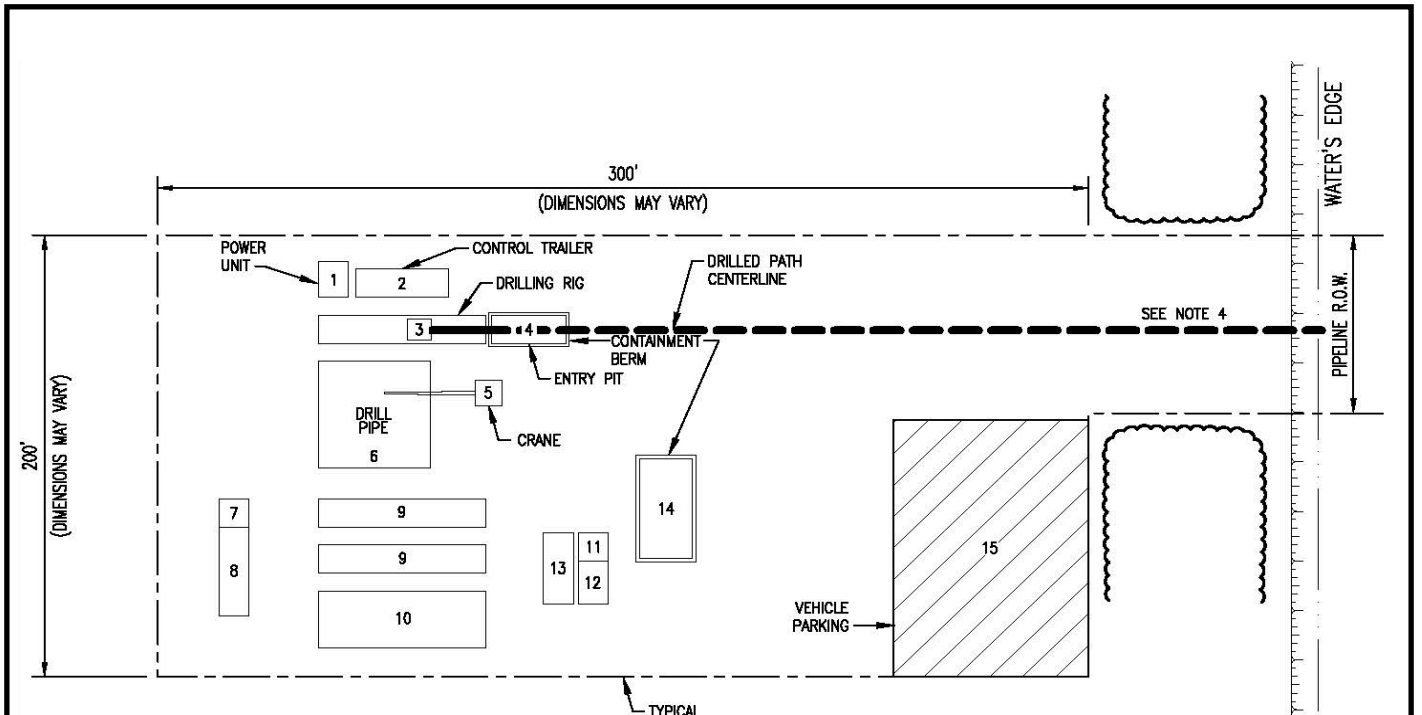 300'
(DIMENSIONS MAY VARY)
WATER'S EDGE
POWER
UNIT
CONTROL TRAILER
1
2
DRILLING RIG
DRILLED PATH
CENTERLINE
3
4
SEE NOTE 4
CONTAINMENT
BERM
ENTRY PIT
PIPELINE R.O.W.
200'
(DIMENSIONS MAY VARY)
5
DRILL
PIPE
CRANE
6
7
9
14
8
9
13
11
12
15
10
VEHICLE
PARKING
TYPICAL